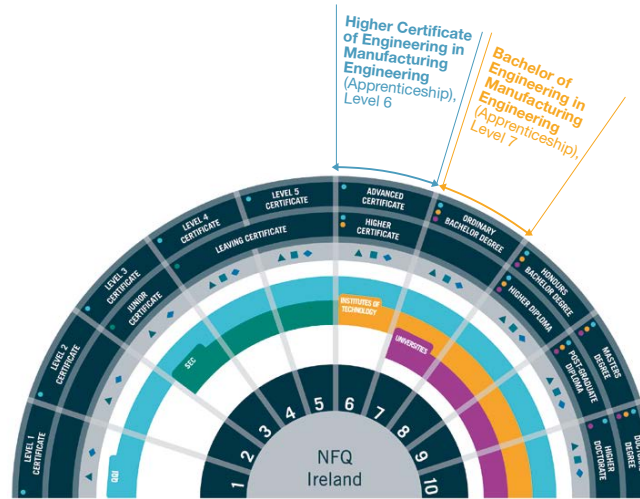 Higher Certificate
of Engineering in
Manufacturing
Engineering
(Apprenticeship),
Level 6
Bachelor of
Engineering in
Manufacturing
Engineering
(Apprenticeship),
Level 7
LEVEL 1
CERTIFICATE
LEVEL 2
CERTIFICATE
LEVEL 3
CERTIFICATE
JUNIOR
CERTIFICATE
LEVEL 4
CERTIFICATE
LEVEL 5
CERTIFICATE
LEAVING CERTIFICATE
ADVANCED
CERTIFICATE
HIGHER
CERTIFICATE
ORDINARY
BACHELOR DEGREE
HONOURS
BACHELOR DEGREE
HIGHER DIPLOMA
MASTERS
DEGREE
POST-GRADUATE
DIPLOMA
DEGREE
HIGHER
DOCTORATE
QQI
SEC
INSTITUTES OF
TECHNOLOGY
UNIVERSITIES
1
2
3
4
5
6
7
8
9
10
NFQ
Ireland